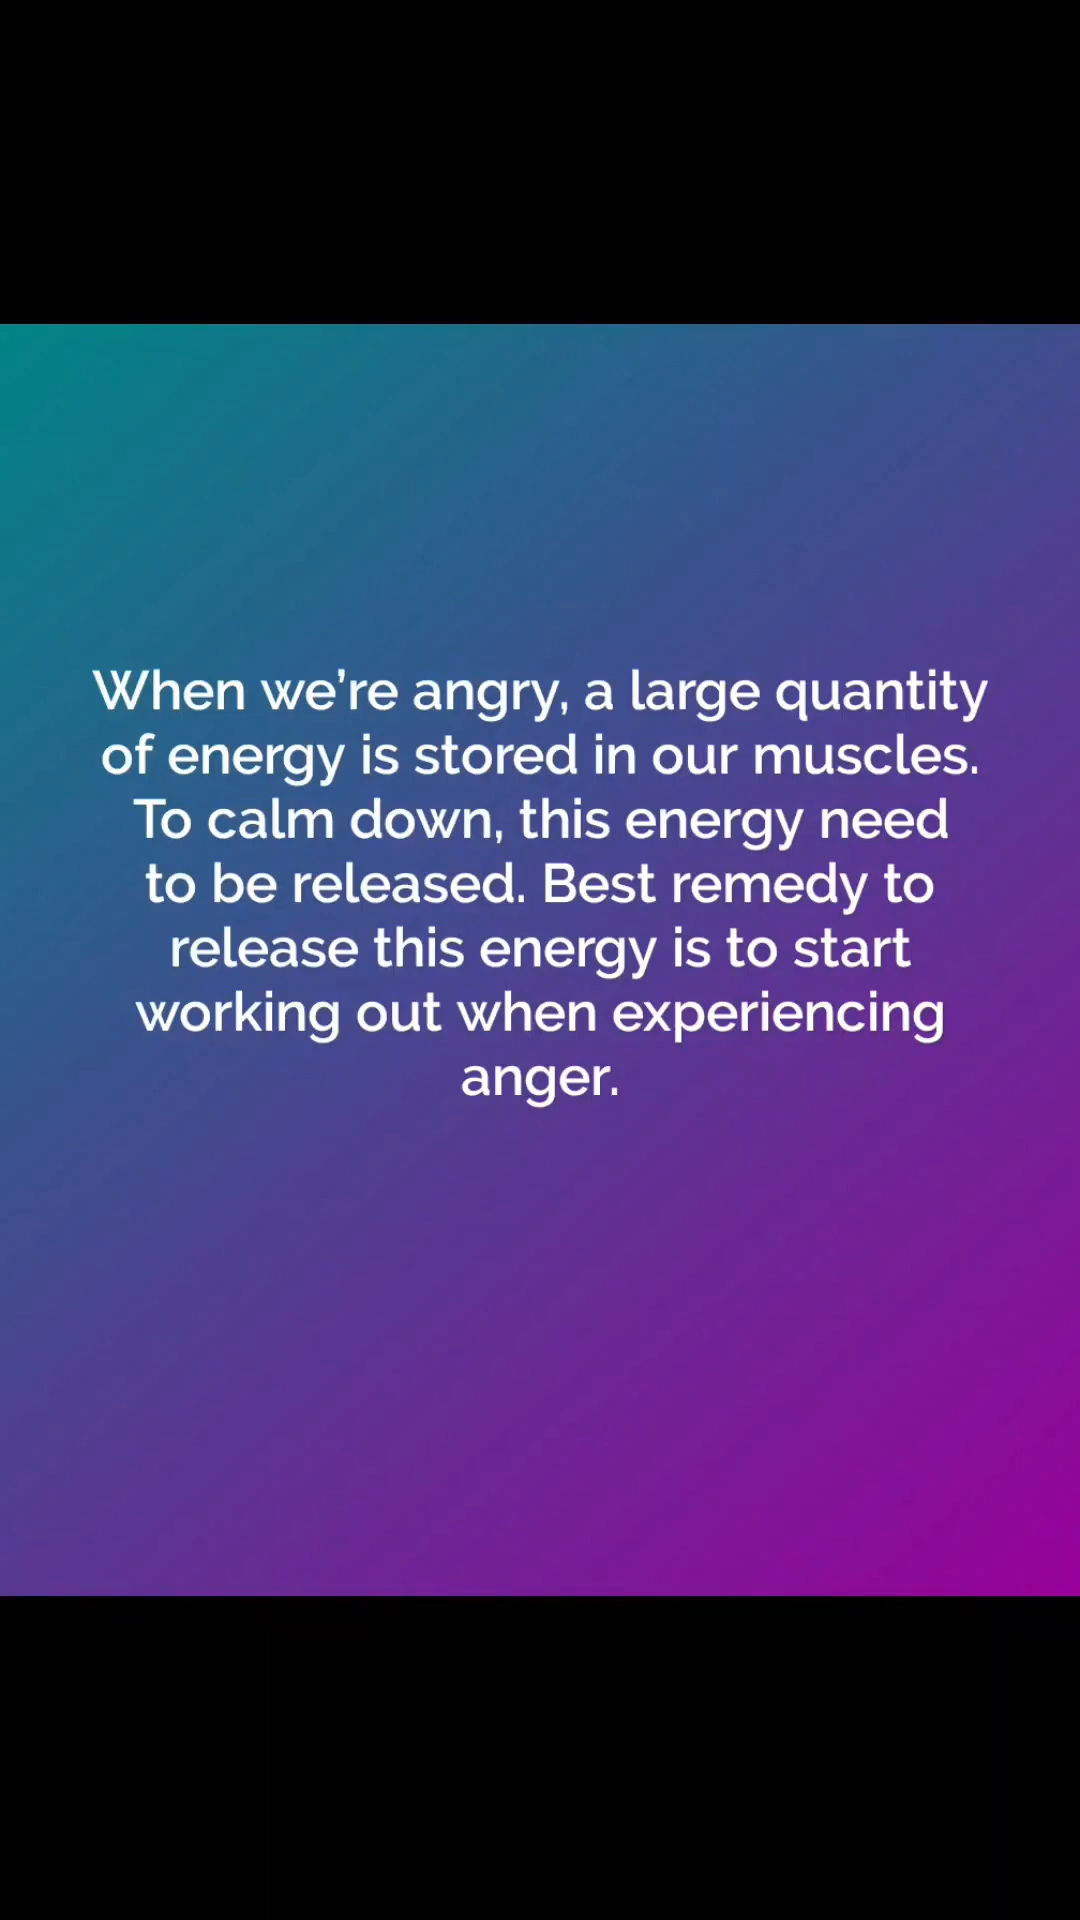 When we’re angry, a large quantity
of energy is stored in our muscles.
To calm down, this energy need
to be released. Best remedy to
release this energy is to start
working out when experiencing
anger.